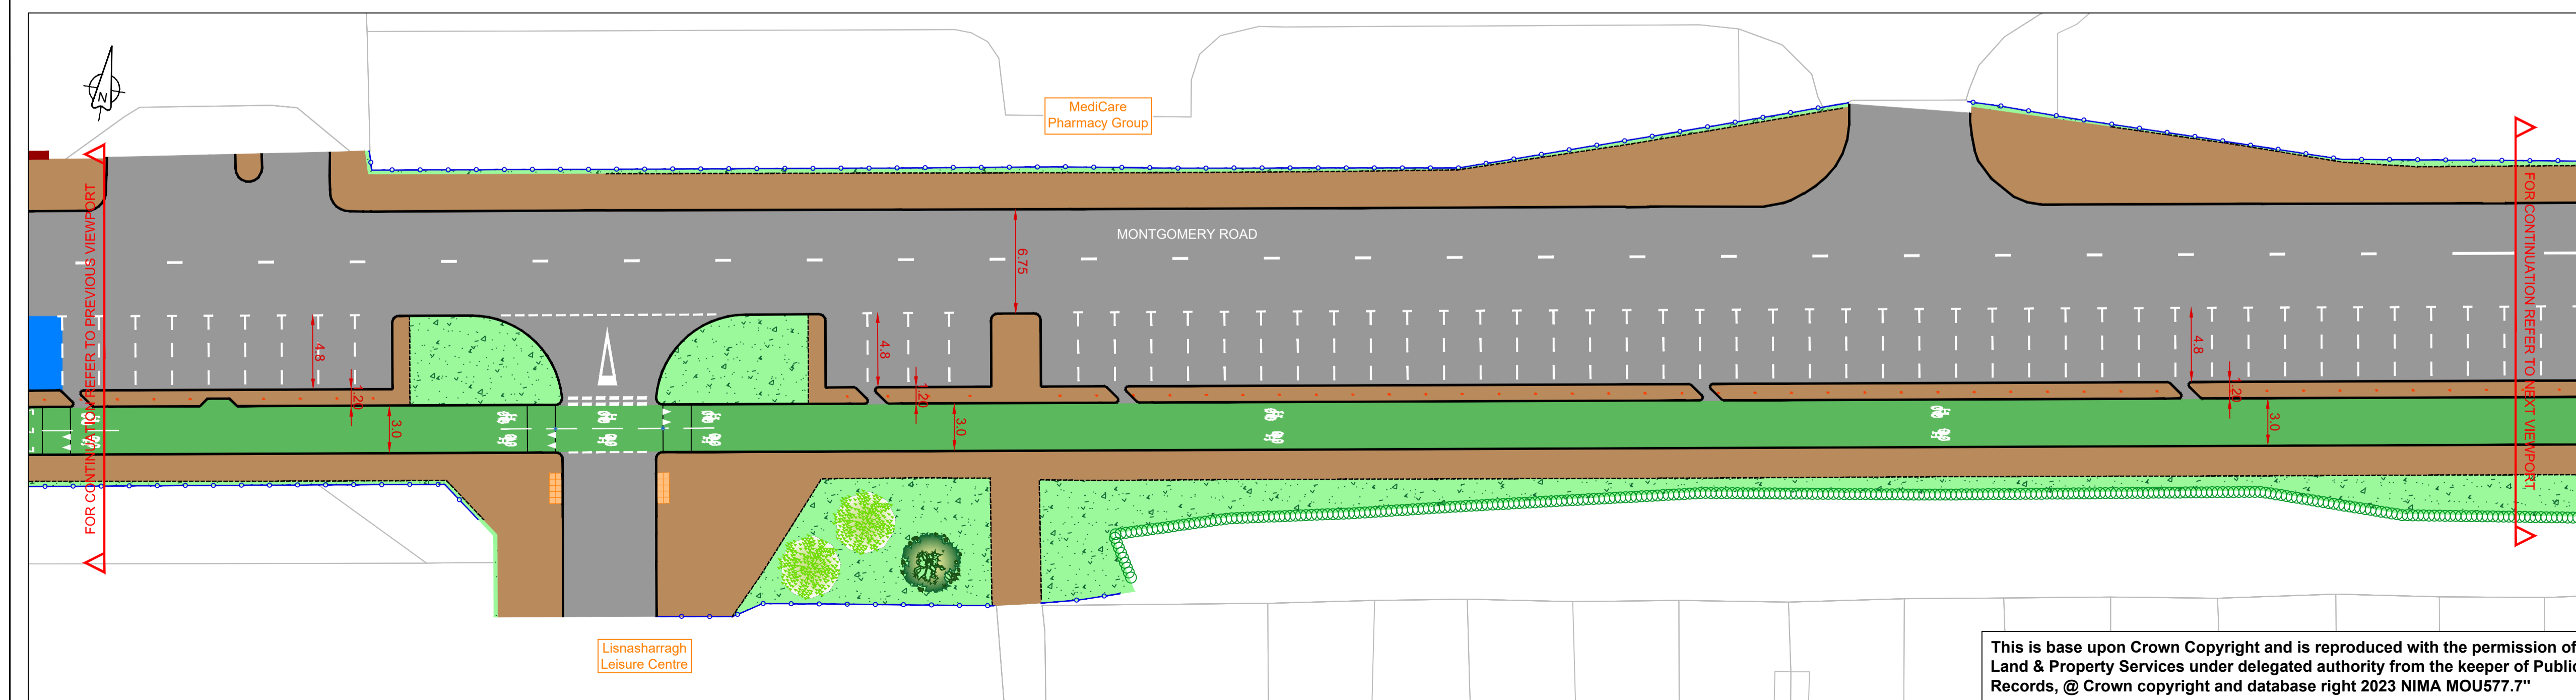 N
MediCare
Pharmacy Group
MONTGOMERY ROAD
6.75
FOR CONTINUATION REFER TO PREVIOUS VIEWPORT
FOR CONTINUATION REFER TO NEXT VIEWPORT
4.8
4.8
4.8
1.20
1.20
1.20
3.0
3.0
3.0
Lisnasharragh
Leisure Centre
This is base upon Crown Copyright and is reproduced with the permission of
Land & Property Services under delegated authority from the keeper of Public
Records, @ Crown copyright and database right 2023 NIMA MOU577.7"